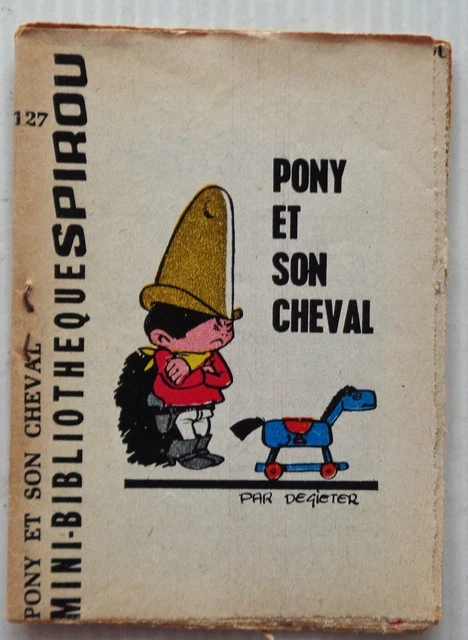 127
MINI-BIBLIOTHEQUE SPIROU
PONY ET SON CHEVAL
PONY
ET
SON
CHEVAL
PAR DEGIETER